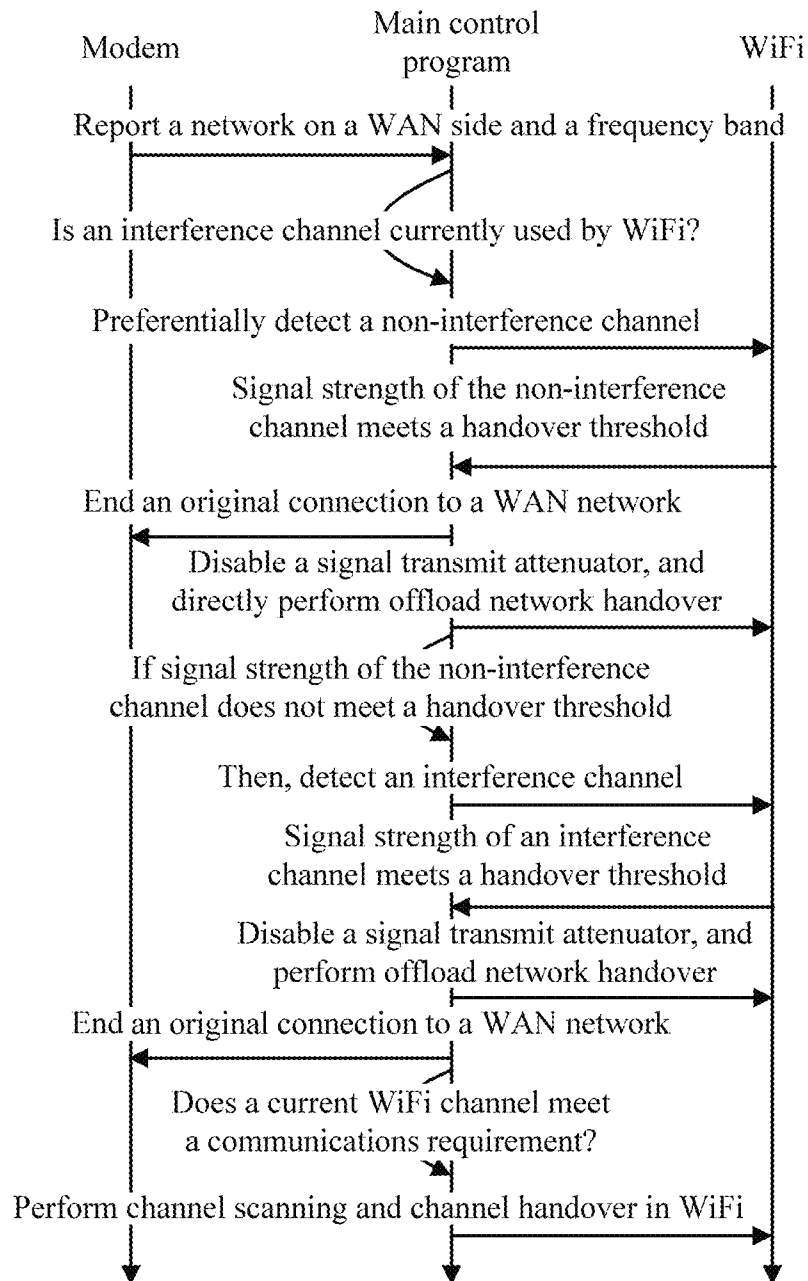 Modem
Main control
program
WiFi
Report a network on a WAN side and a frequency band
Is an interference channel currently used by WiFi?
Preferentially detect a non-interference channel
Signal strength of the non-interference
channel meets a handover threshold
End an original connection to a WAN network
Disable a signal transmit attenuator, and
directly perform offload network handover
If signal strength of the non-interference
channel does not meet a handover threshold
Then, detect an interference channel
Signal strength of an interference
channel meets a handover threshold
Disable a signal transmit attenuator, and
perform offload network handover
End an original connection to a WAN network
Does a current WiFi channel meet
a communications requirement?
Perform channel scanning and channel handover in WiFi